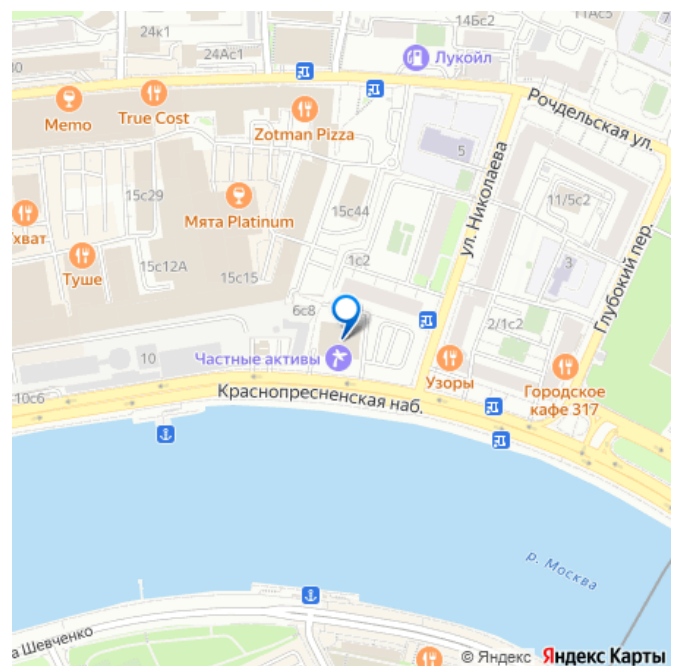 24к1
24Ас1
14Бс2
11Ас5
30
Лукойл
Memo
True Cost
Zotman Pizza
Рочдельская ул.
5
ул. Николаева
11/5с2
15с29
15с44
Мята Platinum
Глубокий пер.
Туше
15с12А
15с15
1с2
3
6с8
2/1с2
10
Частные активы
Узоры
Городское
кафе 317
10с6
Краснопресненская наб.
р. Москва
а Шевченко
© Яндекс Яндекс Карты